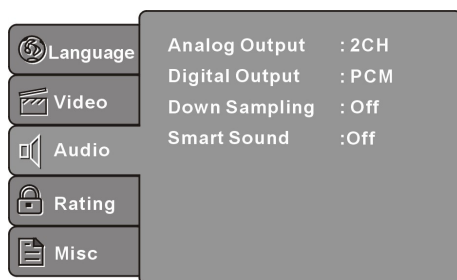 Language
Video
Audio
Rating
Misc
Analog Output : 2CH
Digital Output : PCM
Down Sampling : Off
Smart Sound :Off